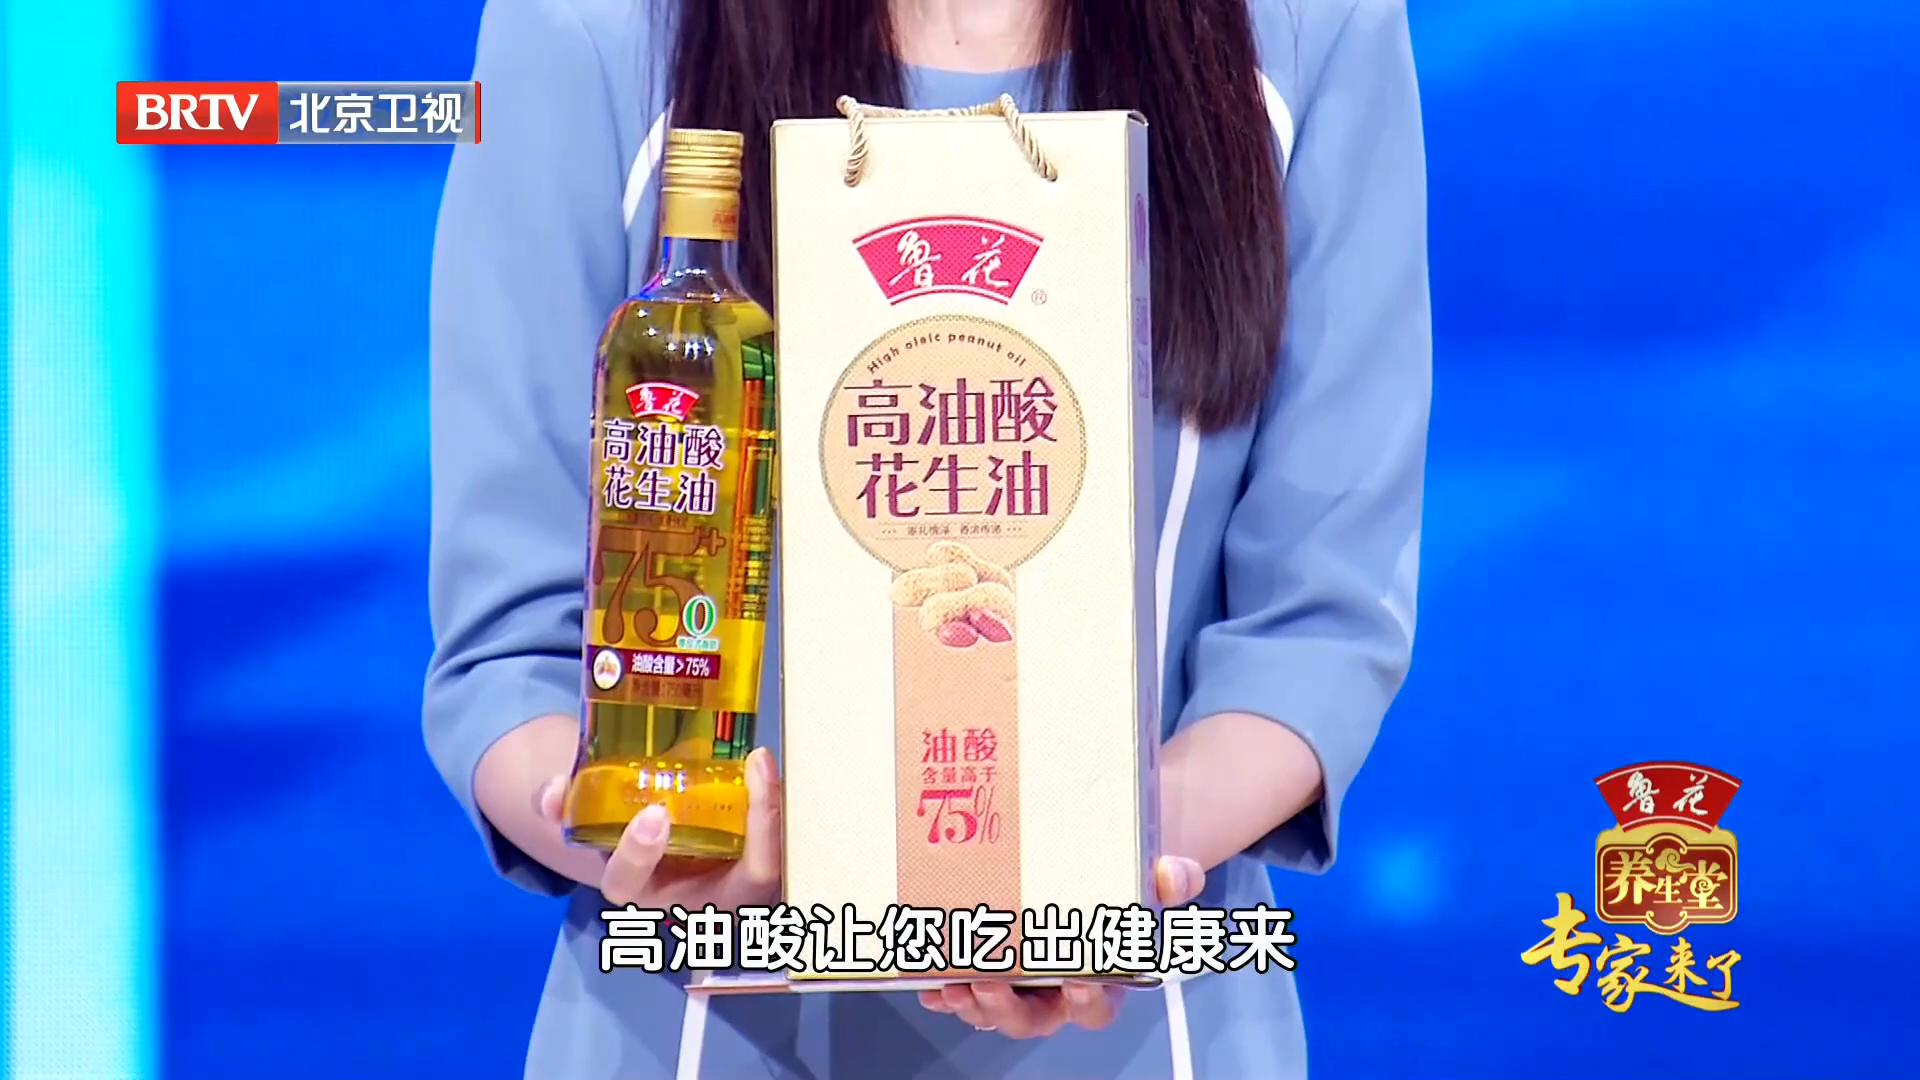 BRTV 北京卫视
鲁花
High oleic peanut oil
高油酸
花生油
油酸
含量高于
75%
鲁花
高油酸
花生油
75+
0
油酸含量>75%
鲁花
养生堂
专家来了
高油酸让您吃出健康来